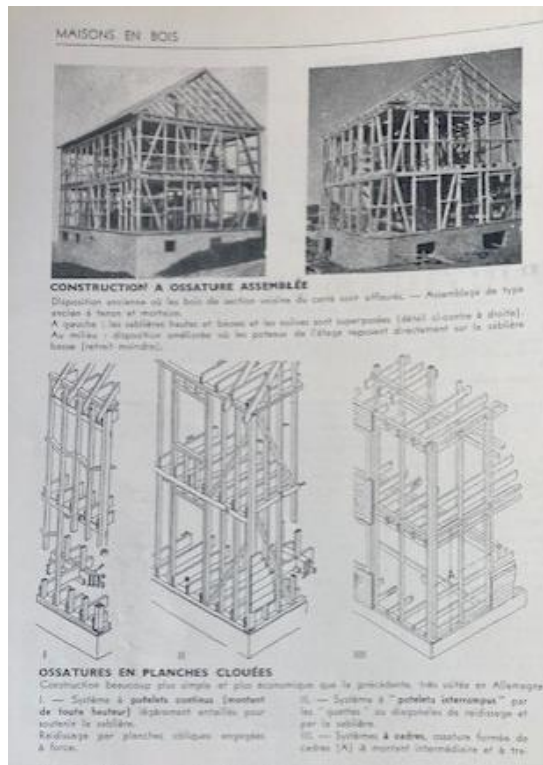 MAISONS EN BOIS
CONSTRUCTION A OSSATURE ASSEMBLÉE
Disposition ancienne où les bois de section voisine du carré sont affleurés. — Assemblage de type
ancien à tenon et mortaise.
A gauche : les sablières hautes et basses et les solives sont superposées (détail ci-contre à droite).
Au milieu : disposition améliorée où les poteaux de l'étage reposent directement sur la sablière
basse (retrait moindre).
I
II
III
OSSATURES EN PLANCHES CLOUÉES
Construction beaucoup plus simple et plus économique que la précédente, très usitée en Allemagne
I. — Système à potelets continus (montant
de toute hauteur) légèrement entaillés pour
soutenir la sablière.
Raidissage par planches obliques engagées
à force.
II. — Système à "potelets interrompus" par
les "guettes" ou diagonales de raidissage et
par la sablière.
III. — Systèmes à cadres, ossature formée de
cadres (A) à montant intermédiaire et à tra-